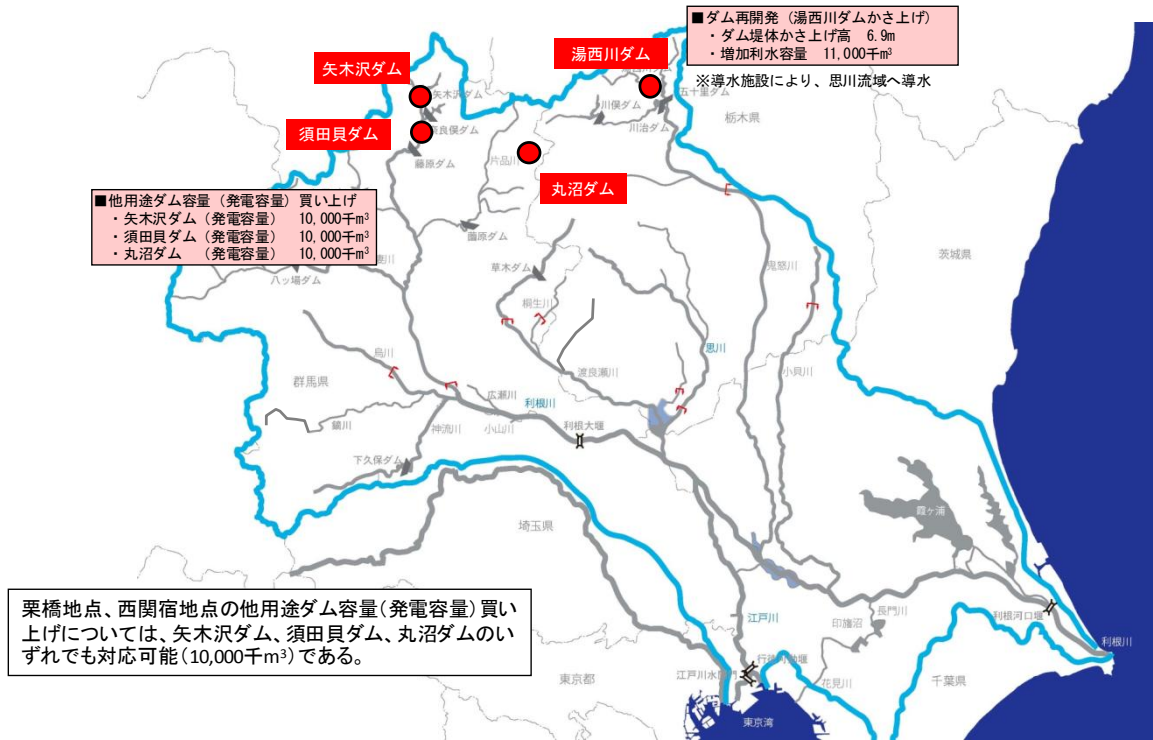 ■ダム再開発（湯西川ダムかさ上げ）
・ダム堤体かさ上げ高　6.9m
・増加利水容量　11,000千m³
※導水施設により、思川流域へ導水
湯西川ダム
矢木沢ダム
須田貝ダム
丸沼ダム
矢木沢ダム
藤原ダム
片品川
川俣ダム
川治ダム
五十里ダム
栃木県
■他用途ダム容量（発電容量）買い上げ
・矢木沢ダム（発電容量）　10,000千m³
・須田貝ダム（発電容量）　10,000千m³
・丸沼ダム　（発電容量）　10,000千m³
八ッ場ダム
薗原ダム
草木ダム
桐生川
鬼怒川
茨城県
思川
小貝川
渡良瀬川
烏川
群馬県
広瀬川
利根川
鏑川
神流川
小山川
利根大堰
下久保ダム
埼玉県
霞ヶ浦
栗橋地点、西関宿地点の他用途ダム容量（発電容量）買い
上げについては、矢木沢ダム、須田貝ダム、丸沼ダムのい
ずれでも対応可能（10,000千m³）である。
江戸川
長門川
印旛沼
利根河口堰
利根川
東京都
江戸川水閘門
行徳可動堰
花見川
千葉県
東京湾